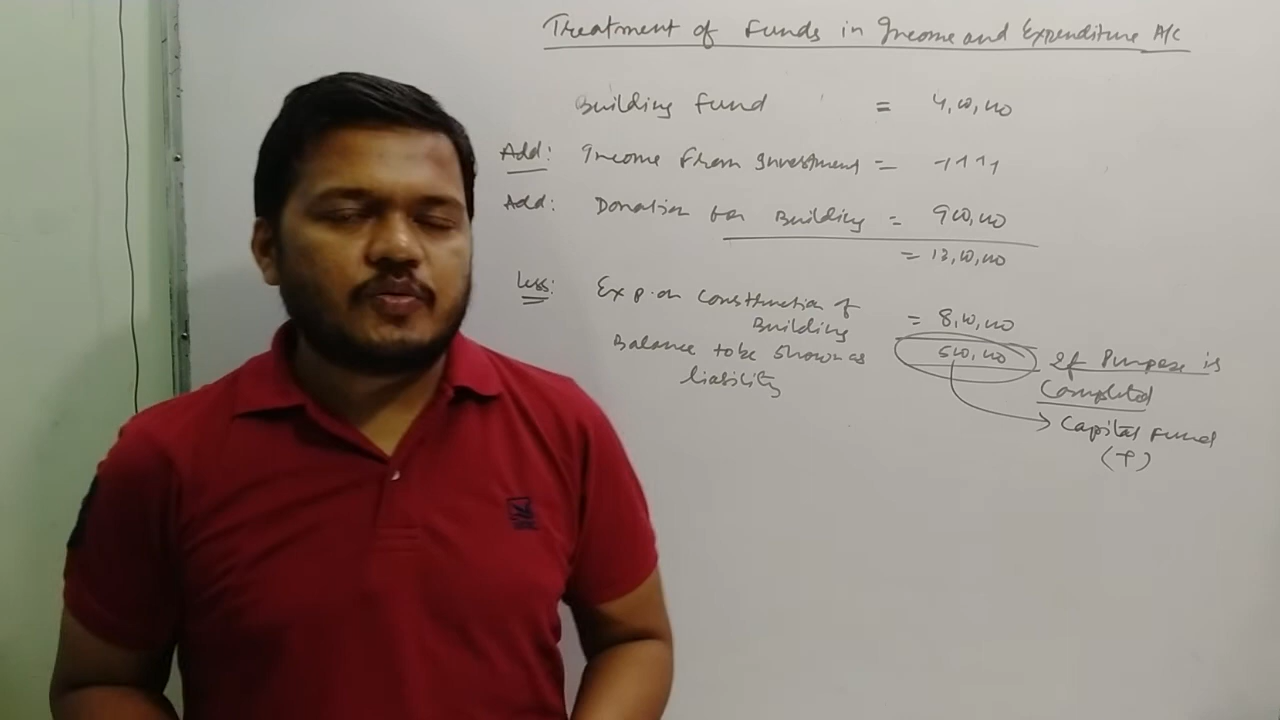 Treatment of Funds in Income and Expenditure A/c
Building Fund = 4,00,000
Add: Income From Investment =
Add: Donation for Building = 900,000
= 13,00,000
Less: Exp. on Construction of
Building = 8,00,000
Balance to be Shown as 500,000 If Purpose is
liability Completed
Capital Fund
(+)